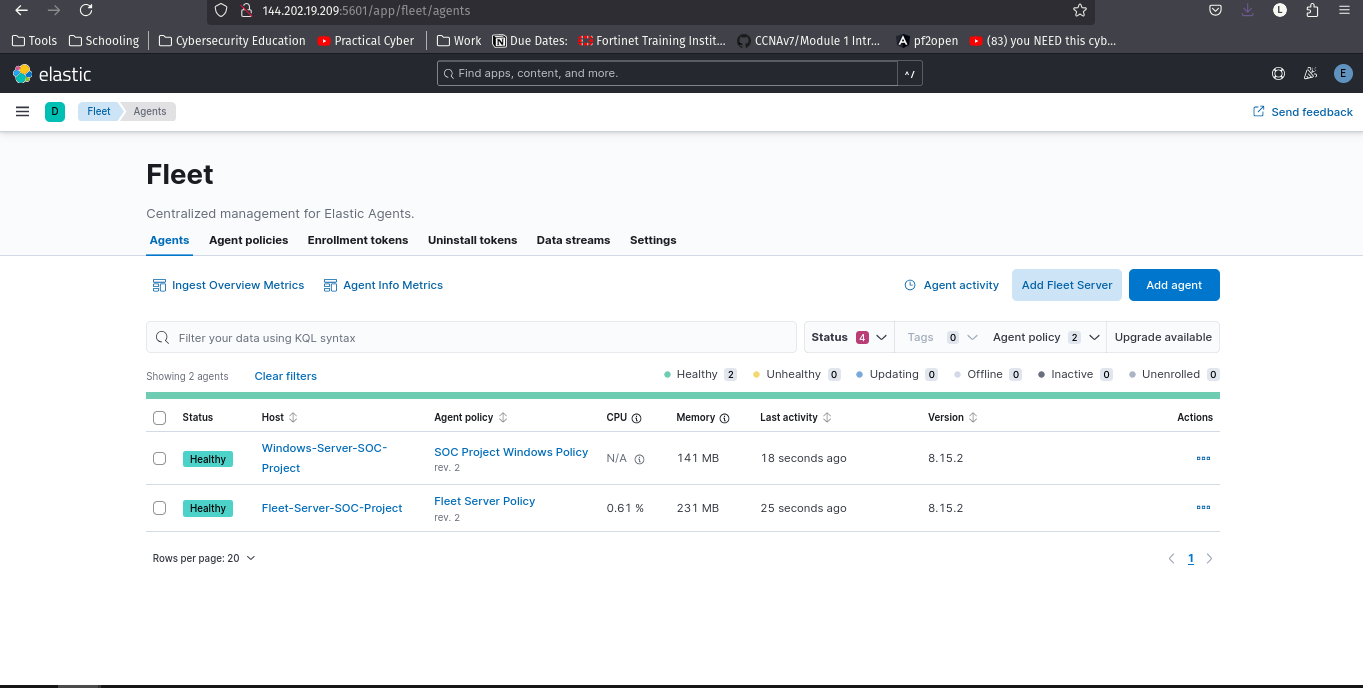 144.202.19.209:5601/app/fleet/agents
L
Tools Schooling Cybersecurity Education Practical Cyber Work Due Dates: Fortinet Training Instit... CCNAv7/Module 1 Intr... pf2open (83) you NEED this cyb...
elastic Find apps, content, and more. ^/ E
D Fleet Agents Send feedback
Fleet
Centralized management for Elastic Agents.
Agents Agent policies Enrollment tokens Uninstall tokens Data streams Settings
Ingest Overview Metrics Agent Info Metrics Agent activity Add Fleet Server Add agent
Filter your data using KQL syntax Status 4 Tags 0 Agent policy 2 Upgrade available
Showing 2 agents Clear filters Healthy 2 Unhealthy 0 Updating 0 Offline 0 Inactive 0 Unenrolled 0
Status Host Agent policy CPU Memory Last activity Version Actions
Healthy Windows-Server-SOC-
Project SOC Project Windows Policy
rev. 2 N/A 141 MB 18 seconds ago 8.15.2
Healthy Fleet-Server-SOC-Project Fleet Server Policy
rev. 2 0.61 % 231 MB 25 seconds ago 8.15.2
Rows per page: 20 1